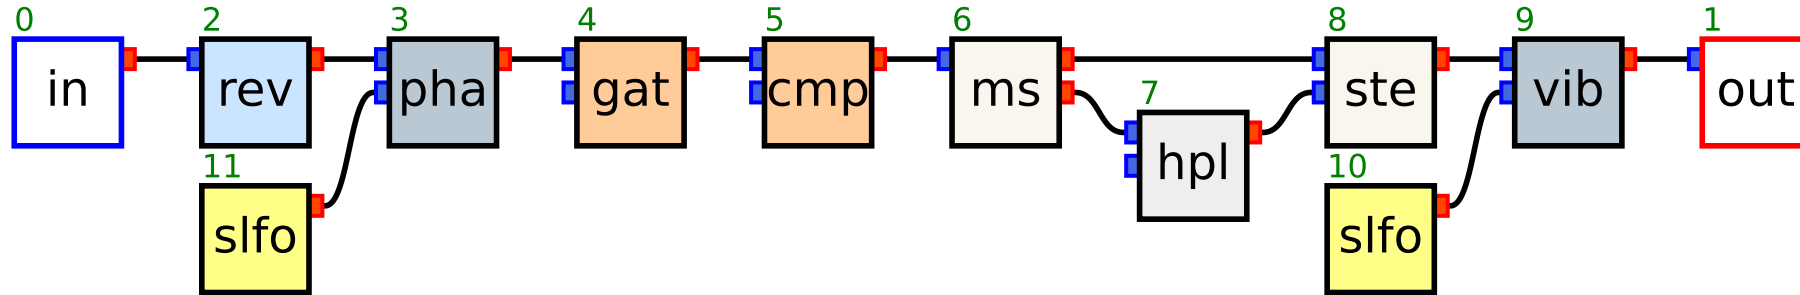 0 2 3 4 5 6 8 9 1
in rev pha gat cmp ms ste vib out
7
hpl
11 10
slfo slfo